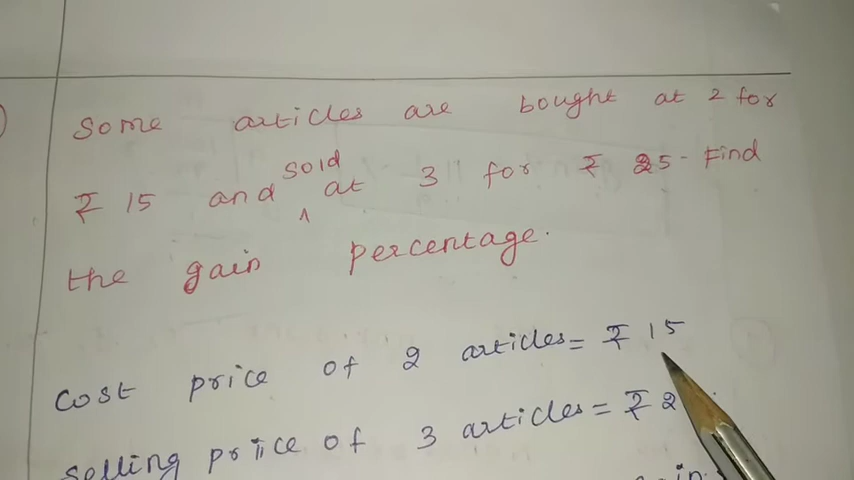 some articles are bought at 2 for
₹ 15 and sold at 3 for ₹ 25. Find
the gain percentage.
cost price of 2 articles = ₹ 15
selling price of 3 articles = ₹ 2